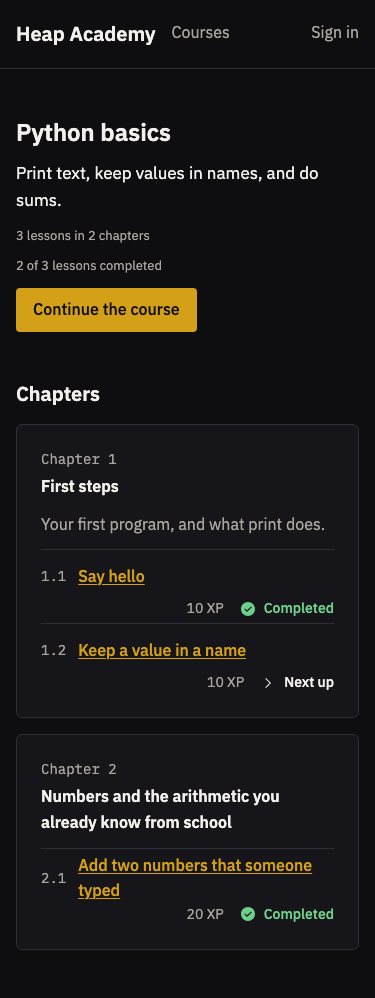 Heap Academy Courses Sign in
Python basics
Print text, keep values in names, and do
sums.
3 lessons in 2 chapters
2 of 3 lessons completed
Continue the course
Chapters
Chapter 1
First steps
Your first program, and what print does.
1.1 Say hello
10 XP Completed
1.2 Keep a value in a name
10 XP Next up
Chapter 2
Numbers and the arithmetic you
already know from school
2.1 Add two numbers that someone
typed
20 XP Completed